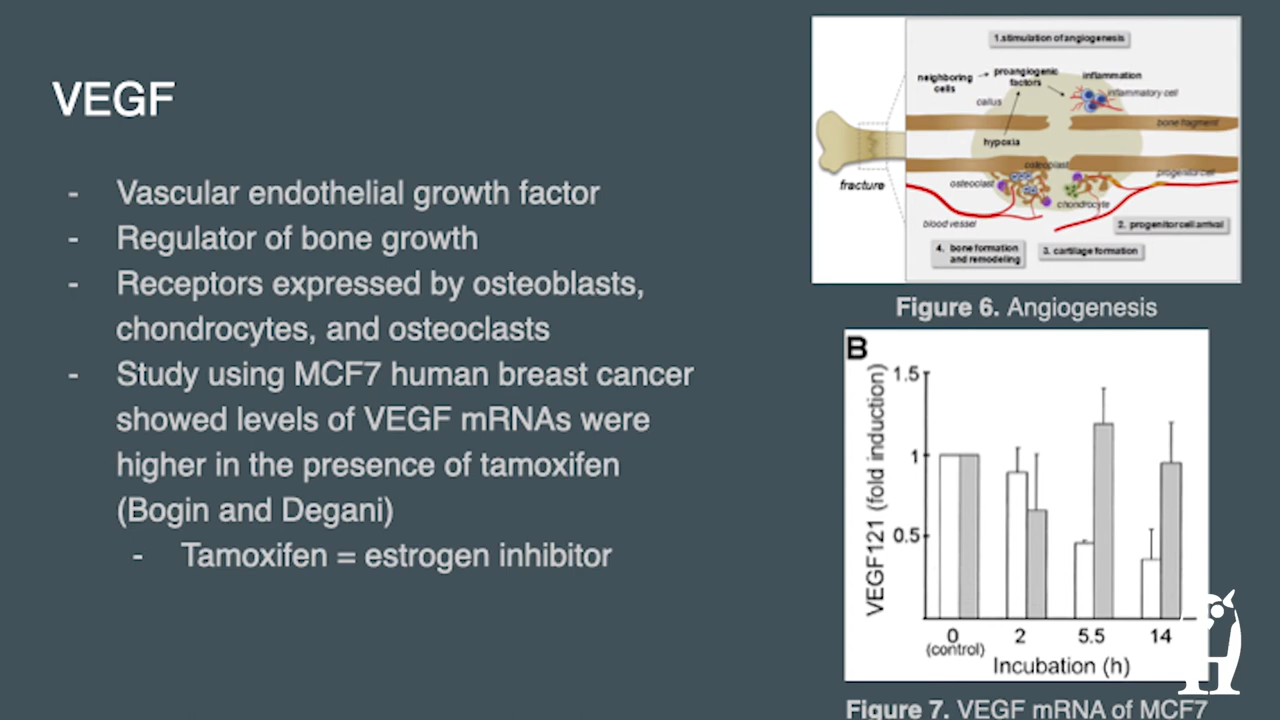 VEGF
- Vascular endothelial growth factor
- Regulator of bone growth
- Receptors expressed by osteoblasts,
chondrocytes, and osteoclasts
- Study using MCF7 human breast cancer
showed levels of VEGF mRNAs were
higher in the presence of tamoxifen
(Bogin and Degani)
- Tamoxifen = estrogen inhibitor
1.stimulation of angiogenesis
neighboring
cells
proangiogenic
factors
inflammation
inflammatory cell
callus
bone fragment
hypoxia
fracture
osteoblast
osteoclast
progenitor cell
chondrocyte
blood vessel
2. progenitor cell arrival
4. bone formation
and remodeling
3. cartilage formation
Figure 6. Angiogenesis
B
VEGF121 (fold induction)
1.5
1
0.5
0 2 5.5 14
(control)
Incubation (h)
Figure 7. VEGF mRNA of MCF7